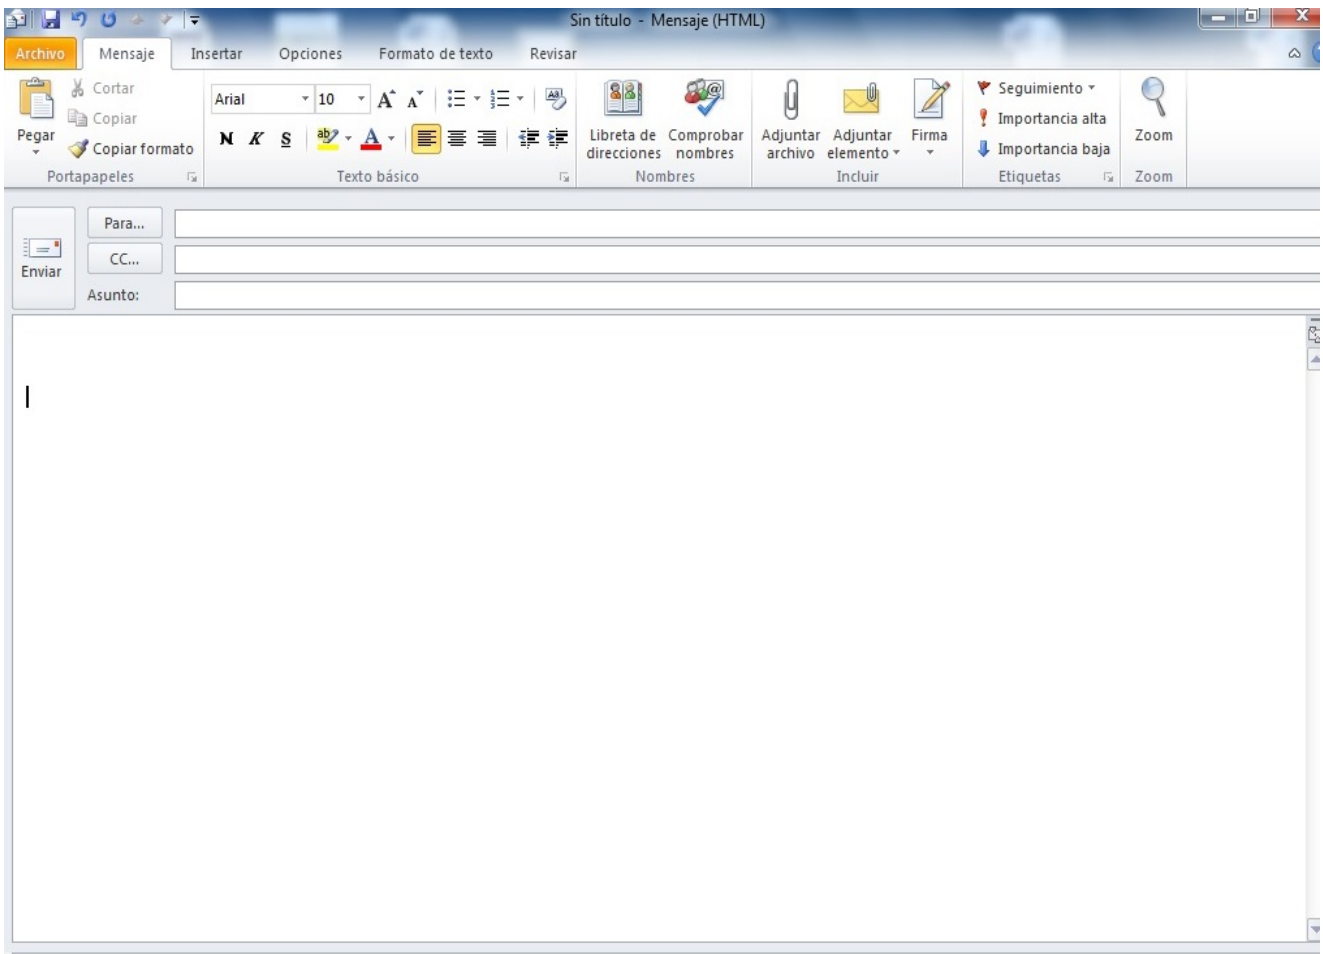 Sin título - Mensaje (HTML)
Archivo Mensaje Insertar Opciones Formato de texto Revisar
Pegar
Cortar
Copiar
Copiar formato
Portapapeles
Arial 10
N K S
Texto básico
Libreta de direcciones
Comprobar nombres
Nombres
Adjuntar archivo
Adjuntar elemento
Firma
Incluir
Seguimiento
Importancia alta
Importancia baja
Etiquetas
Zoom
Zoom
Enviar
Para...
CC...
Asunto: